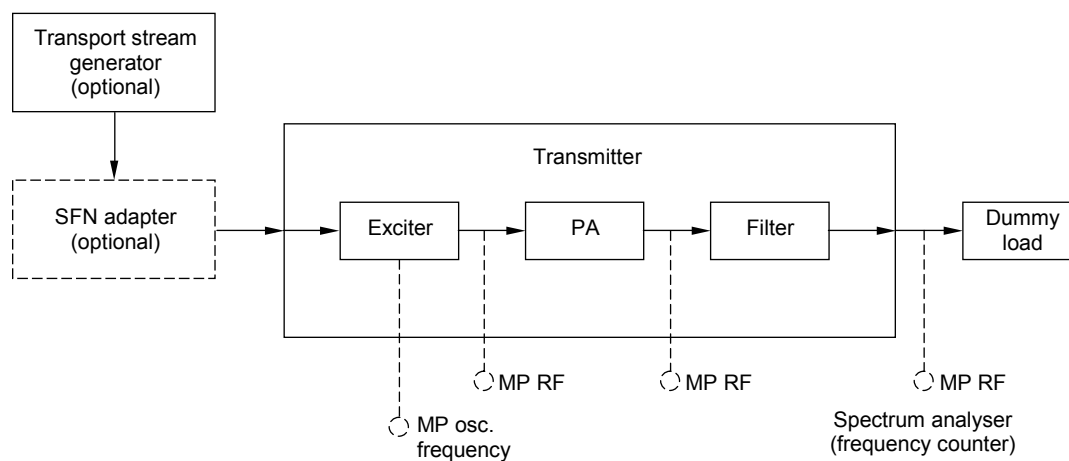 Transport stream
generator
(optional)
Transmitter
SFN adapter
(optional)
Exciter
PA
Filter
Dummy
load
MP RF
MP RF
MP RF
MP osc.
frequency
Spectrum analyser
(frequency counter)